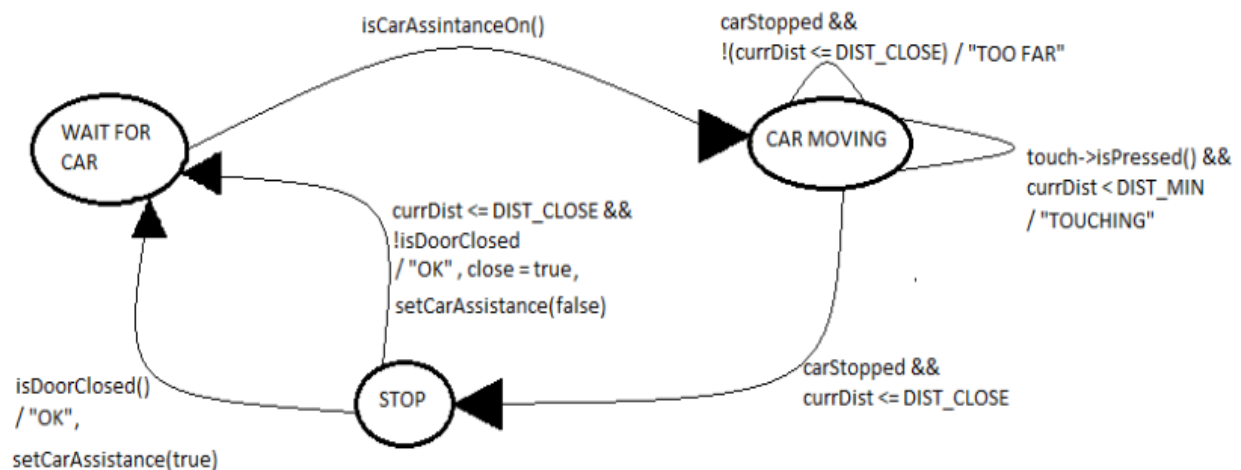 isCarAssintanceOn()
carStopped &&
!(currDist <= DIST_CLOSE) / "TOO FAR"
WAIT FOR
CAR
CAR MOVING
touch->isPressed() &&
currDist < DIST_MIN
/ "TOUCHING"
currDist <= DIST_CLOSE &&
!isDoorClosed
/ "OK" , close = true,
setCarAssistance(false)
carStopped &&
currDist <= DIST_CLOSE
STOP
isDoorClosed()
/ "OK",
setCarAssistance(true)